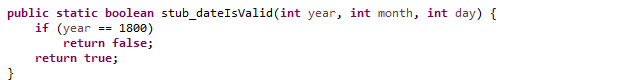 public static boolean stub_dateIsValid(int year, int month, int day) {
    if (year == 1800)
        return false;
    return true;
}